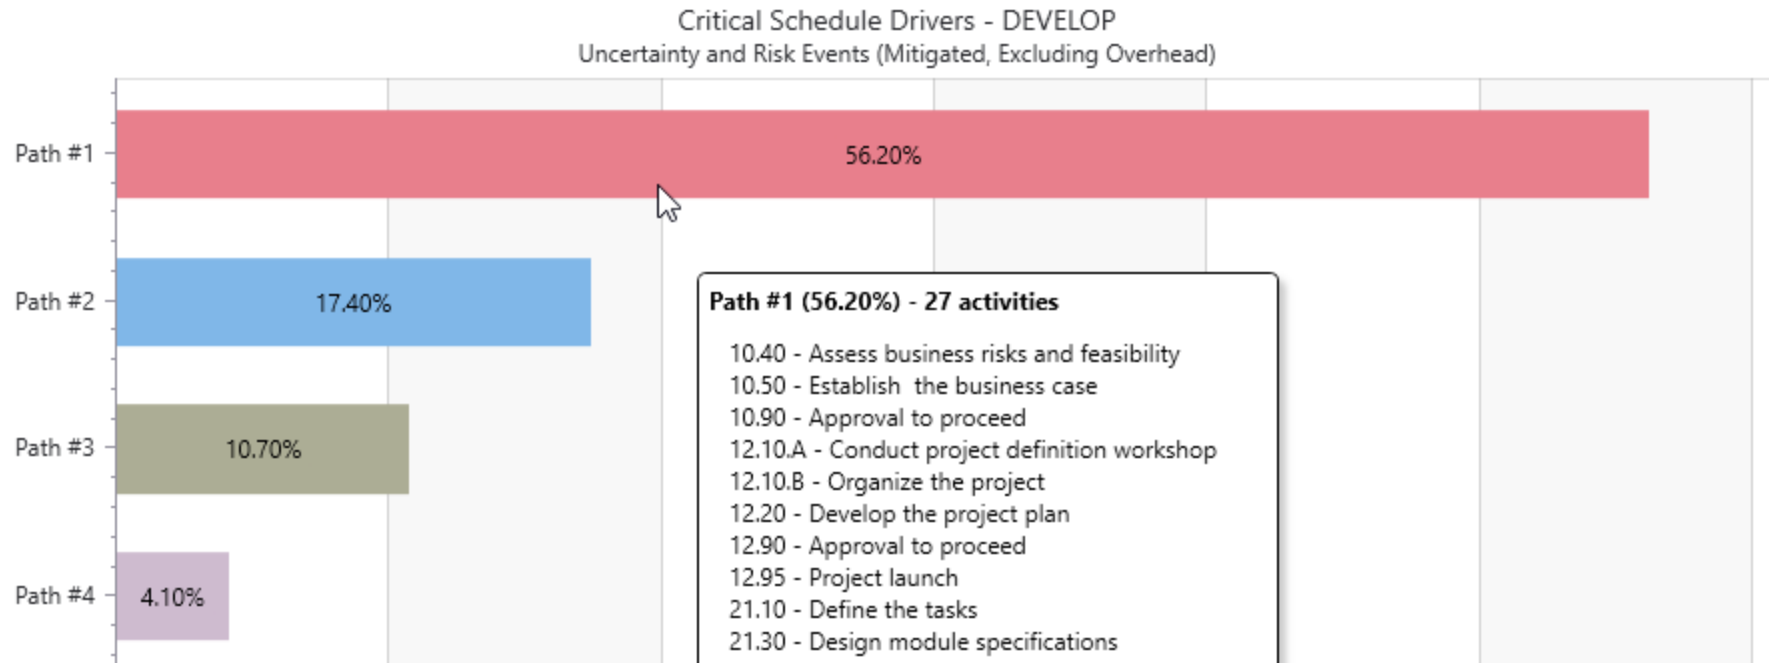 Critical Schedule Drivers - DEVELOP
Uncertainty and Risk Events (Mitigated, Excluding Overhead)
Path #1
56.20%
Path #2
17.40%
Path #3
10.70%
Path #4
4.10%
Path #1 (56.20%) - 27 activities
10.40 - Assess business risks and feasibility
10.50 - Establish  the business case
10.90 - Approval to proceed
12.10.A - Conduct project definition workshop
12.10.B - Organize the project
12.20 - Develop the project plan
12.90 - Approval to proceed
12.95 - Project launch
21.10 - Define the tasks
21.30 - Design module specifications